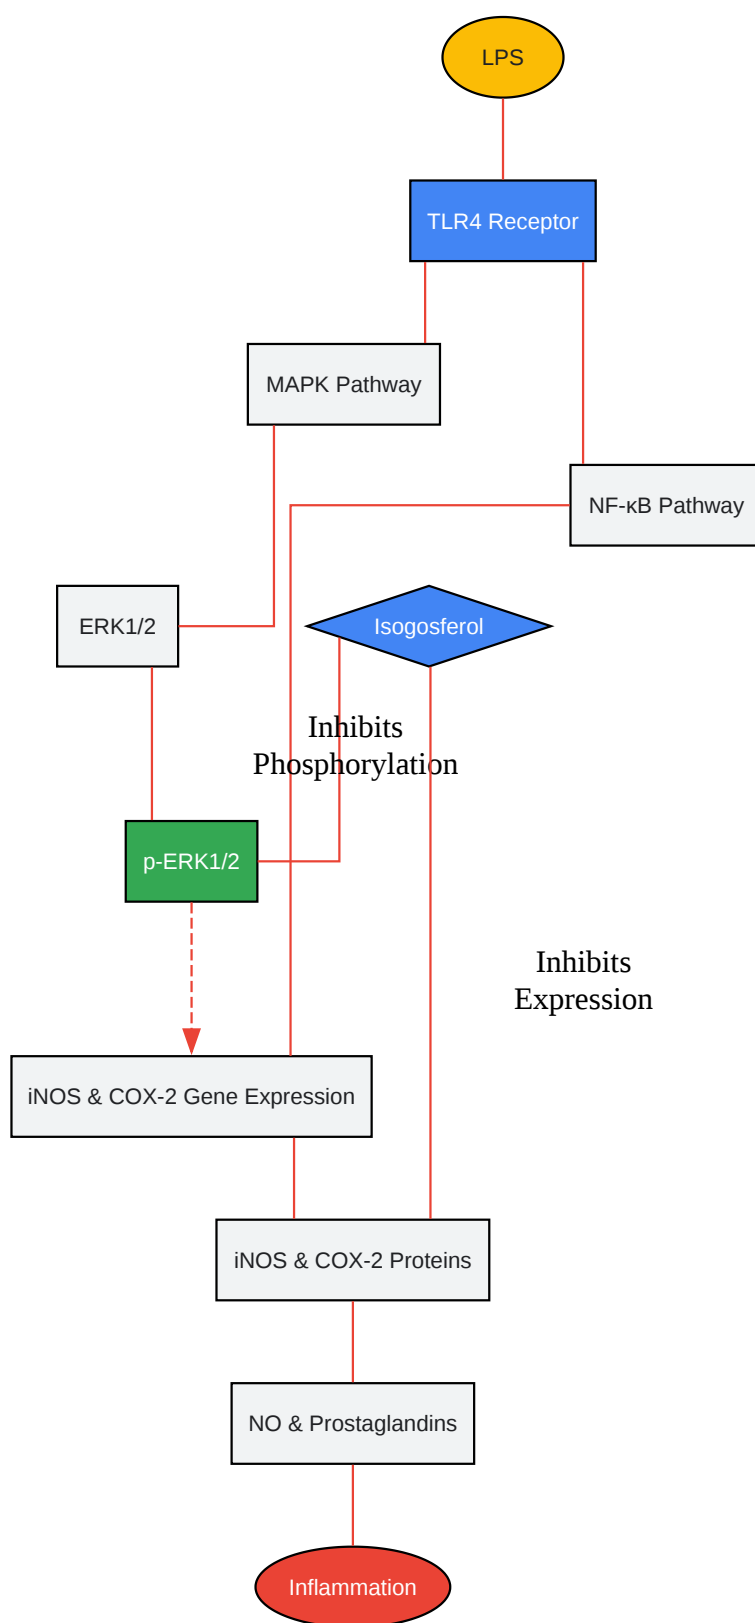 LPS
TLR4 Receptor
MAPK Pathway
NF-κB Pathway
ERK1/2
Isogosferol
Inhibits
Phosphorylation
p-ERK1/2
Inhibits
Expression
iNOS & COX-2 Gene Expression
iNOS & COX-2 Proteins
NO & Prostaglandins
Inflammation